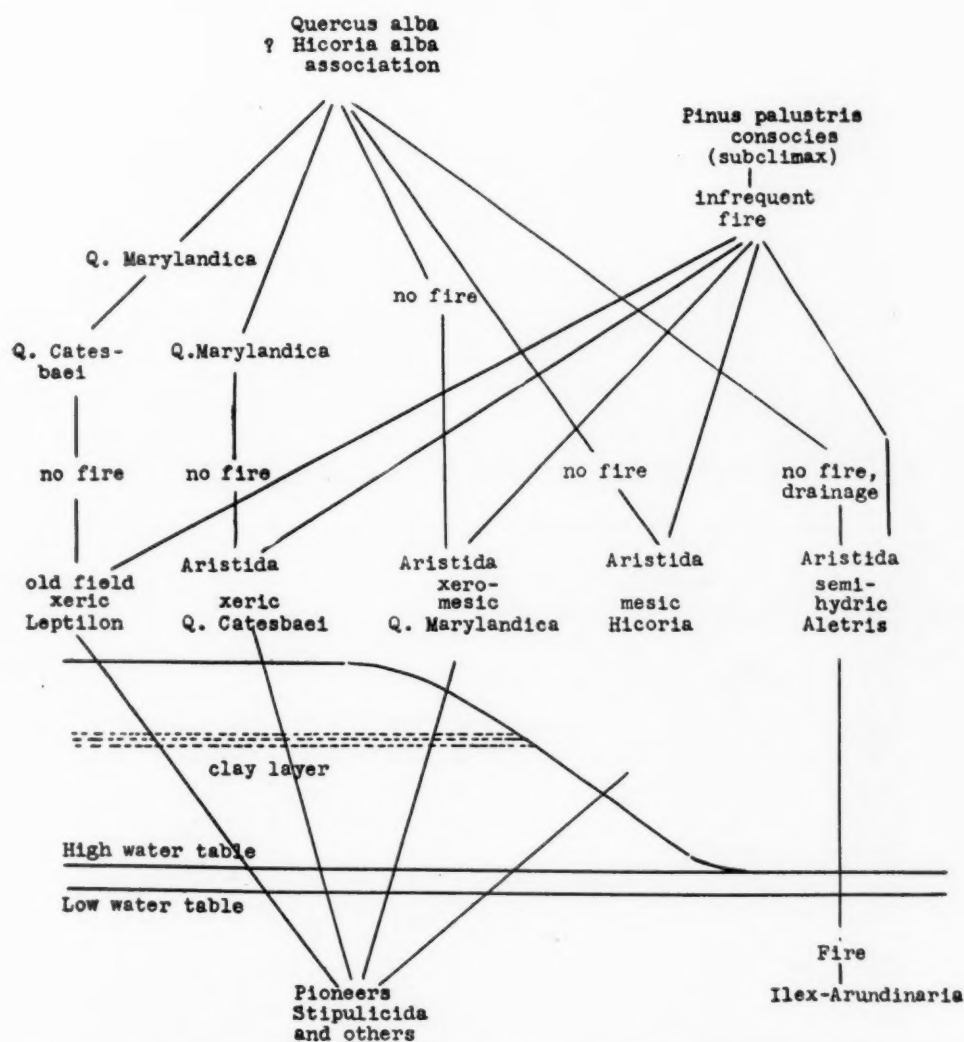 Quercus alba
? Hicoria alba
association
Pinus palustris
consocies
(subclimax)
infrequent
fire
Q. Marylandica
no fire
Q. Cates-
baei
Q.Marylandica
no fire
no fire
no fire
no fire,
drainage
old field
xeric
Leptilon
Aristida
xeric
Q. Catesbaei
Aristida
xero-
mesic
Q. Marylandica
Aristida
mesic
Hicoria
Aristida
semi-
hydric
Aletris
clay layer
High water table
Low water table
Pioneers
Stipulicida
and others
Fire
Ilex-Arundinaria